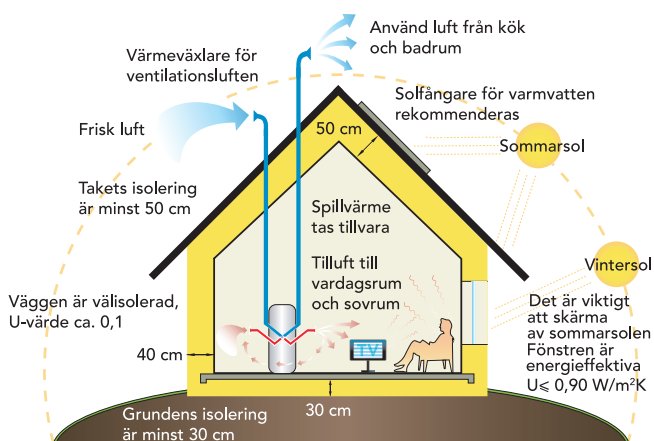 Använd luft från kök
och badrum
Värmeväxlare för
ventilationsluften
Solfångare för varmvatten
rekommenderas
Frisk luft
50 cm
Sommarsol
Takets isolering
är minst 50 cm
Spillvärme
tas tillvara
Tilluft till
vardagsrum
och sovrum
Vintersol
Väggen är välisolerad,
U-värde ca. 0,1
Det är viktigt
att skärma
av sommarsolen
Fönstren är
energieffektiva
U≤ 0,90 W/m²K
40 cm
TV
30 cm
Grundens isolering
är minst 30 cm